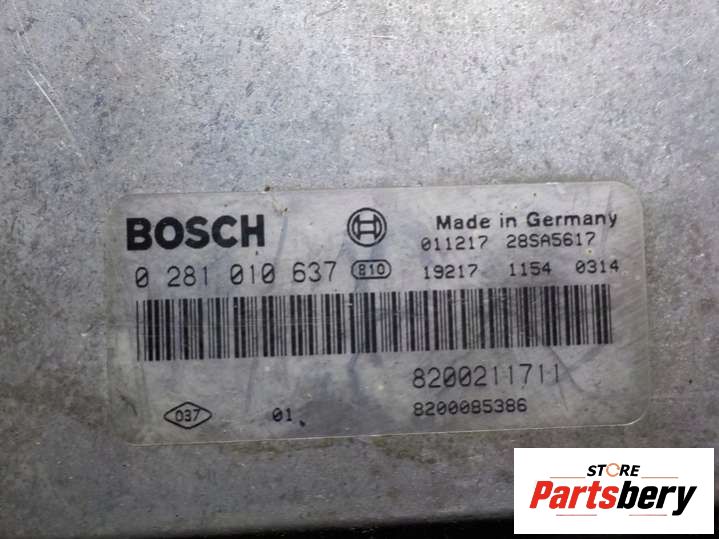 BOSCH
Made in Germany
011217 28SA5617
0 281 010 637 810 19217 1154 0314
8200211711
037 01 8200085386
STORE
Partsbery